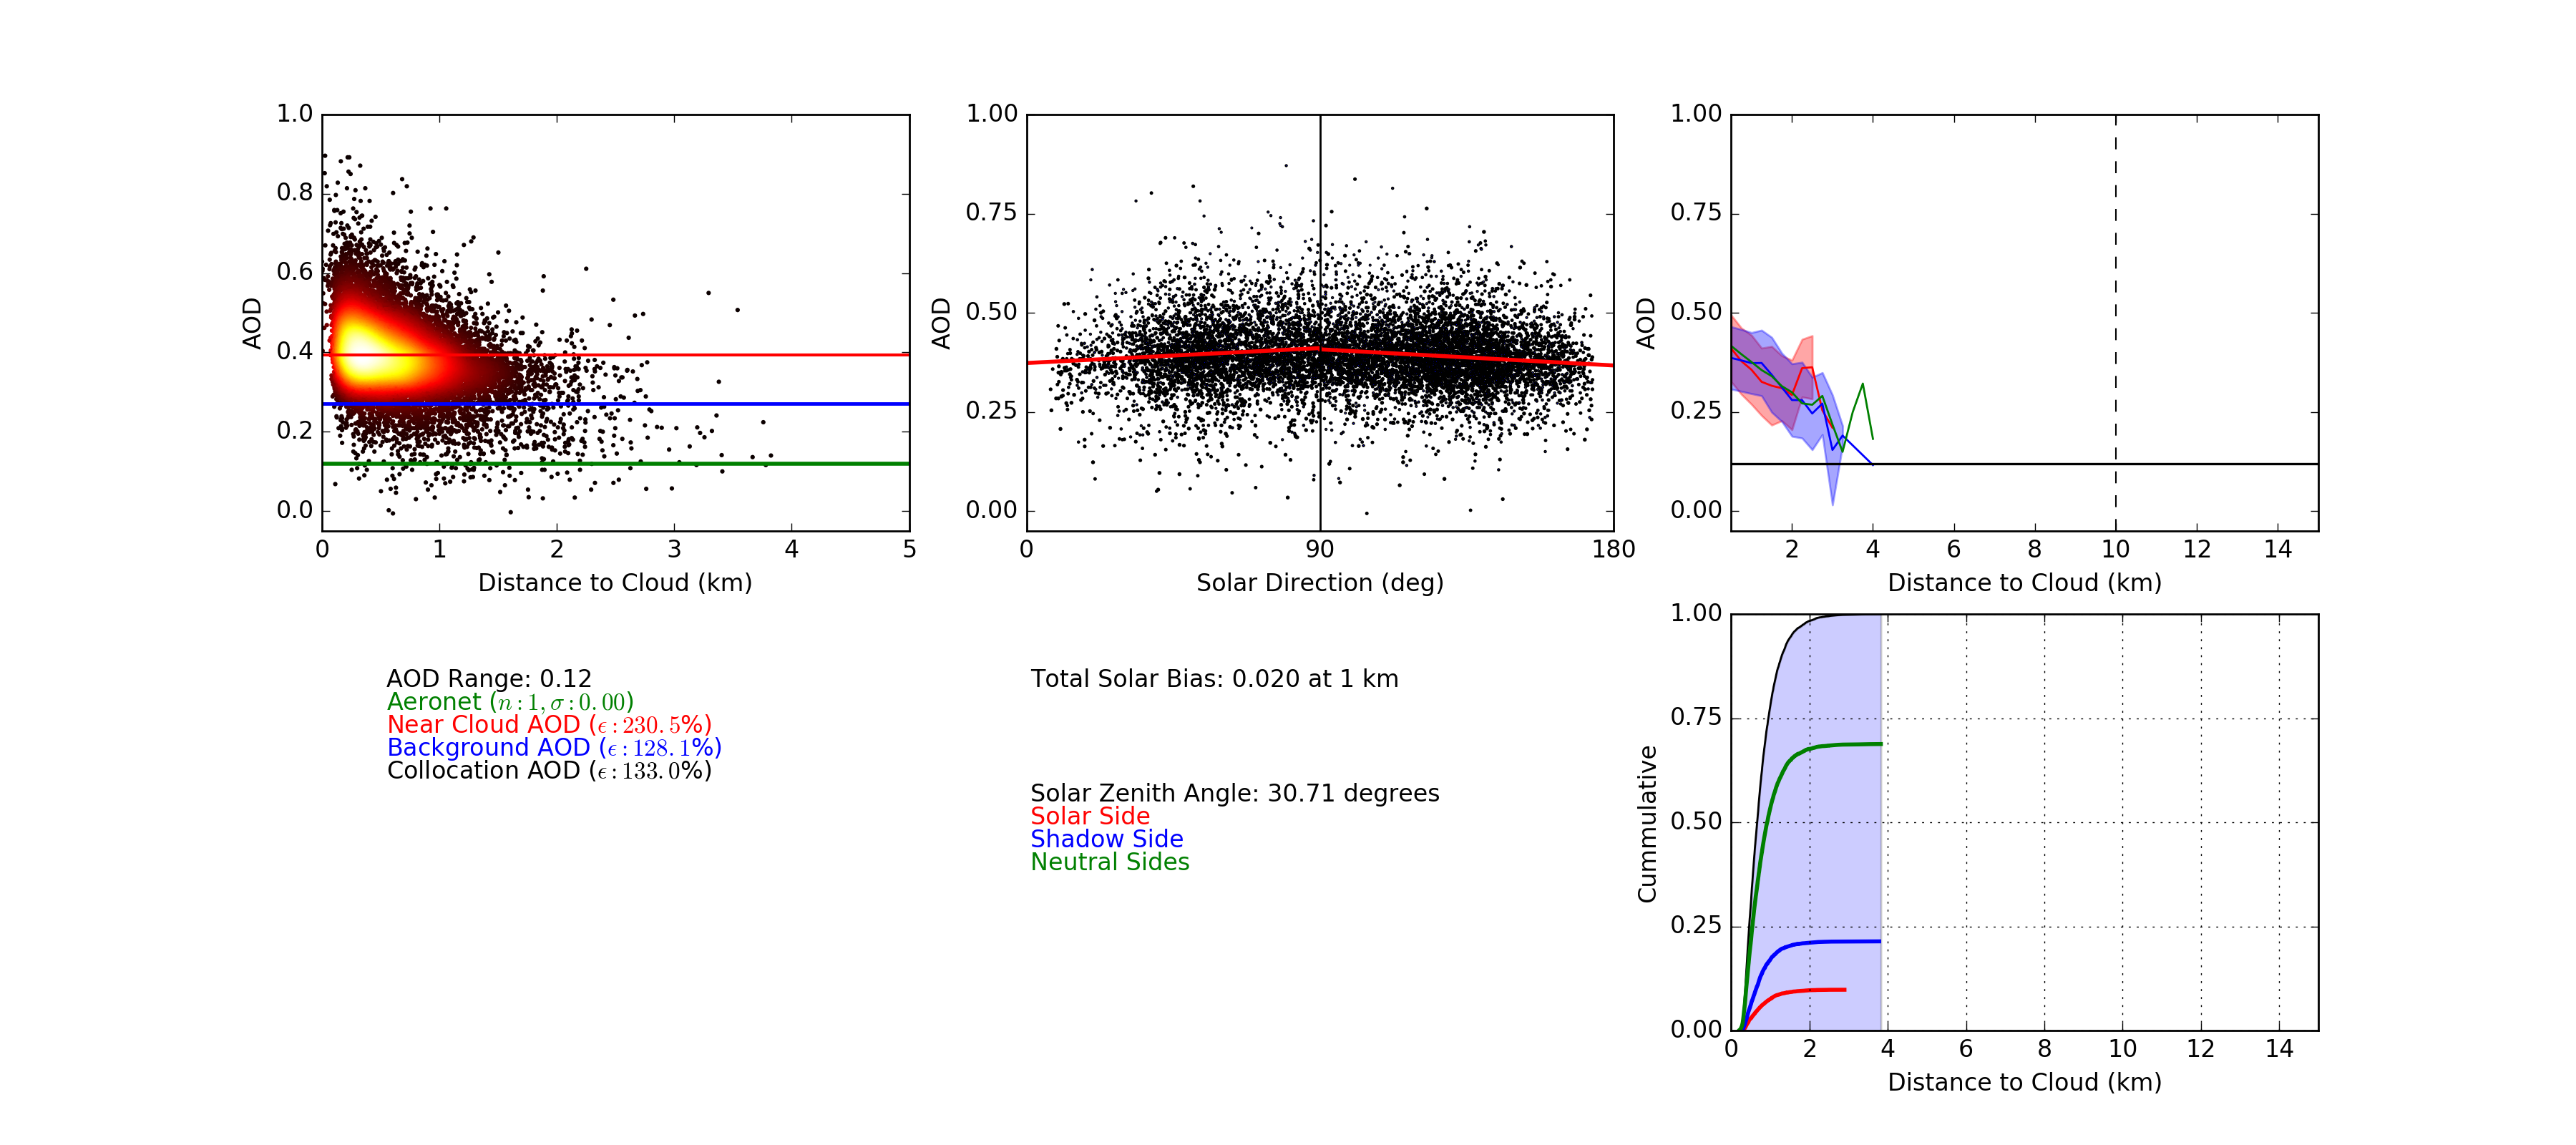 1.0
0.8
0.6
0.4
0.2
0.0
AOD
0 1 2 3 4 5
Distance to Cloud (km)
1.00
0.75
0.50
0.25
0.00
AOD
0 90 180
Solar Direction (deg)
1.00
0.75
0.50
0.25
0.00
AOD
2 4 6 8 10 12 14
Distance to Cloud (km)
AOD Range: 0.12
Aeronet (n : 1, σ : 0.00)
Near Cloud AOD (ϵ : 230.5%)
Background AOD (ϵ : 128.1%)
Collocation AOD (ϵ : 133.0%)
Total Solar Bias: 0.020 at 1 km
Solar Zenith Angle: 30.71 degrees
Solar Side
Shadow Side
Neutral Sides
1.00
0.75
0.50
0.25
0.00
Cummulative
0 2 4 6 8 10 12 14
Distance to Cloud (km)